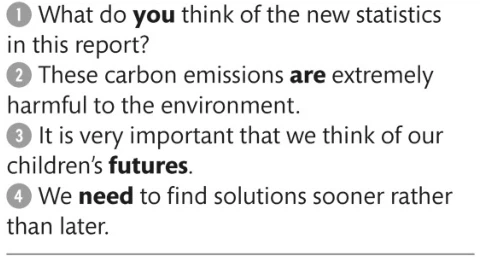 1 What do you think of the new statistics
in this report?
2 These carbon emissions are extremely
harmful to the environment.
3 It is very important that we think of our
children’s futures.
4 We need to find solutions sooner rather
than later.